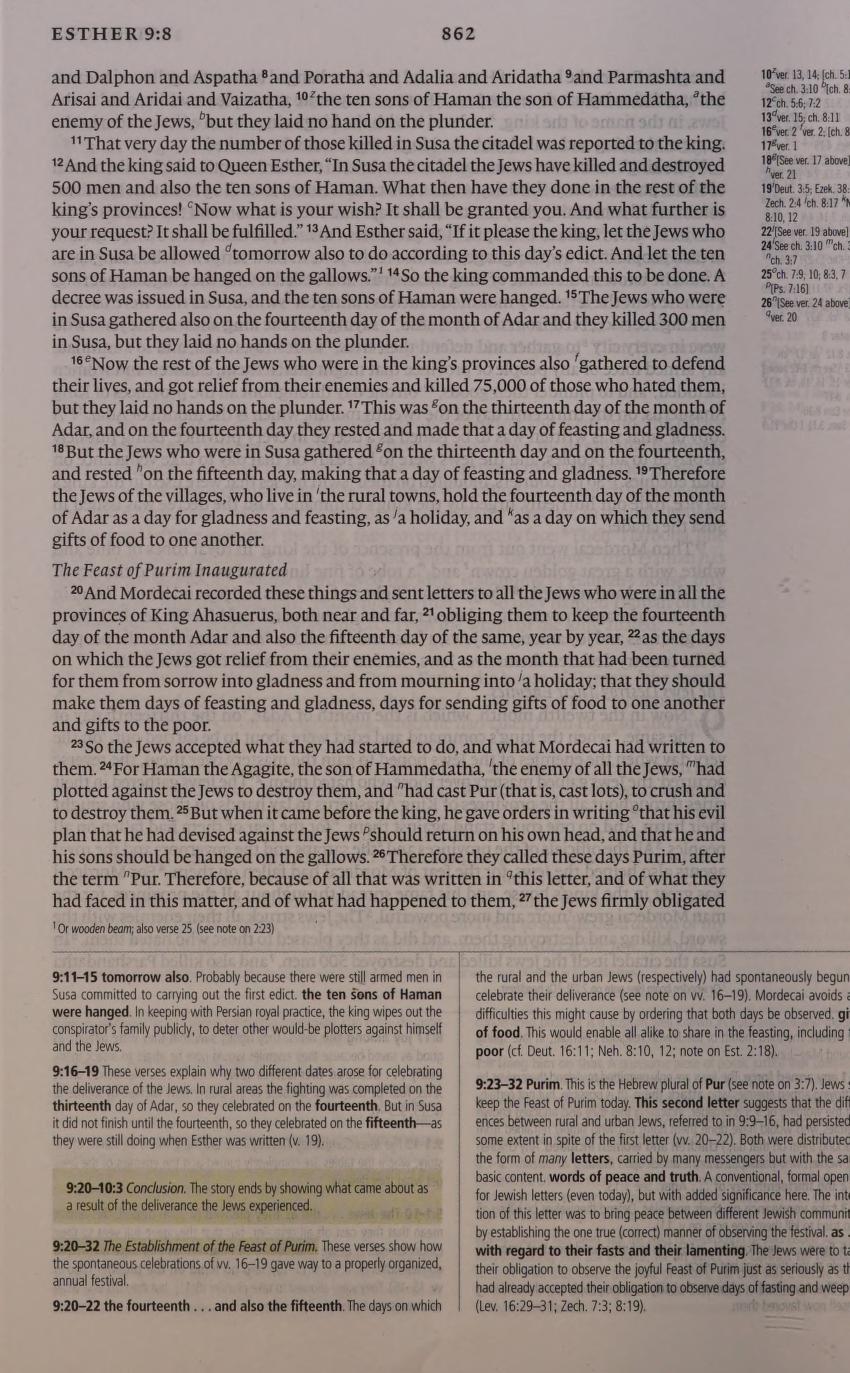 ESTHER 9:8
862
and Dalphon and Aspatha 8and Poratha and Adalia and Aridatha 9and Parmashta and
Arisai and Aridai and Vaizatha, 10zthe ten sons of Haman the son of Hammedatha, athe
enemy of the Jews, bbut they laid no hand on the plunder.
11That very day the number of those killed in Susa the citadel was reported to the king.
12And the king said to Queen Esther, “In Susa the citadel the Jews have killed and destroyed
500 men and also the ten sons of Haman. What then have they done in the rest of the
king’s provinces! cNow what is your wish? It shall be granted you. And what further is
your request? It shall be fulfilled.” 13And Esther said, “If it please the king, let the Jews who
are in Susa be allowed dtomorrow also to do according to this day’s edict. And let the ten
sons of Haman be hanged on the gallows.”1 14So the king commanded this to be done. A
decree was issued in Susa, and the ten sons of Haman were hanged. 15The Jews who were
in Susa gathered also on the fourteenth day of the month of Adar and they killed 300 men
in Susa, but they laid no hands on the plunder.
16eNow the rest of the Jews who were in the king’s provinces also fgathered to defend
their lives, and got relief from their enemies and killed 75,000 of those who hated them,
but they laid no hands on the plunder. 17This was gon the thirteenth day of the month of
Adar, and on the fourteenth day they rested and made that a day of feasting and gladness.
18But the Jews who were in Susa gathered gon the thirteenth day and on the fourteenth,
and rested hon the fifteenth day, making that a day of feasting and gladness. 19Therefore
the Jews of the villages, who live in ithe rural towns, hold the fourteenth day of the month
of Adar as a day for gladness and feasting, as ja holiday, and kas a day on which they send
gifts of food to one another.
The Feast of Purim Inaugurated
20And Mordecai recorded these things and sent letters to all the Jews who were in all the
provinces of King Ahasuerus, both near and far, 21obliging them to keep the fourteenth
day of the month Adar and also the fifteenth day of the same, year by year, 22as the days
on which the Jews got relief from their enemies, and as the month that had been turned
for them from sorrow into gladness and from mourning into ja holiday; that they should
make them days of feasting and gladness, days for sending gifts of food to one another
and gifts to the poor.
23So the Jews accepted what they had started to do, and what Mordecai had written to
them. 24For Haman the Agagite, the son of Hammedatha, lthe enemy of all the Jews, mhad
plotted against the Jews to destroy them, and nhad cast Pur (that is, cast lots), to crush and
to destroy them. 25But when it came before the king, he gave orders in writing othat his evil
plan that he had devised against the Jews pshould return on his own head, and that he and
his sons should be hanged on the gallows. 26Therefore they called these days Purim, after
the term nPur. Therefore, because of all that was written in qthis letter, and of what they
had faced in this matter, and of what had happened to them, 27the Jews firmly obligated
1 Or wooden beam; also verse 25 (see note on 2:23)
10zver. 13, 14; [ch. 5:1
aSee ch. 3:10 b[ch. 8:
12cch. 5:6; 7:2
13dver. 15; ch. 8:11
16ever. 2 fver. 2; [ch. 8
17gver. 1
18g[See ver. 17 above]
hver. 21
19iDeut. 3:5; Ezek. 38:
Zech. 2:4 jch. 8:17 kN
8:10, 12
22j[See ver. 19 above]
24lSee ch. 3:10 mch. 3
nch. 3:7
25och. 7:9, 10; 8:3, 7
p[Ps. 7:16]
26n[See ver. 24 above]
qver. 20
9:11–15 tomorrow also. Probably because there were still armed men in
Susa committed to carrying out the first edict. the ten sons of Haman
were hanged. In keeping with Persian royal practice, the king wipes out the
conspirator’s family publicly, to deter other would-be plotters against himself
and the Jews.
9:16–19 These verses explain why two different dates arose for celebrating
the deliverance of the Jews. In rural areas the fighting was completed on the
thirteenth day of Adar, so they celebrated on the fourteenth. But in Susa
it did not finish until the fourteenth, so they celebrated on the fifteenth—as
they were still doing when Esther was written (v. 19).
9:20–10:3 Conclusion. The story ends by showing what came about as
a result of the deliverance the Jews experienced.
9:20–32 The Establishment of the Feast of Purim. These verses show how
the spontaneous celebrations of vv. 16–19 gave way to a properly organized,
annual festival.
9:20–22 the fourteenth . . . and also the fifteenth. The days on which
the rural and the urban Jews (respectively) had spontaneously begun
celebrate their deliverance (see note on vv. 16–19). Mordecai avoids a
difficulties this might cause by ordering that both days be observed. gi
of food. This would enable all alike to share in the feasting, including
poor (cf. Deut. 16:11; Neh. 8:10, 12; note on Est. 2:18).
9:23–32 Purim. This is the Hebrew plural of Pur (see note on 3:7). Jews s
keep the Feast of Purim today. This second letter suggests that the diff
ences between rural and urban Jews, referred to in 9:9–16, had persisted
some extent in spite of the first letter (vv. 20–22). Both were distributed
the form of many letters, carried by many messengers but with the sa
basic content. words of peace and truth. A conventional, formal open
for Jewish letters (even today), but with added significance here. The inte
tion of this letter was to bring peace between different Jewish communit
by establishing the one true (correct) manner of observing the festival. as .
with regard to their fasts and their lamenting. The Jews were to ta
their obligation to observe the joyful Feast of Purim just as seriously as th
had already accepted their obligation to observe days of fasting and weep
(Lev. 16:29–31; Zech. 7:3; 8:19).